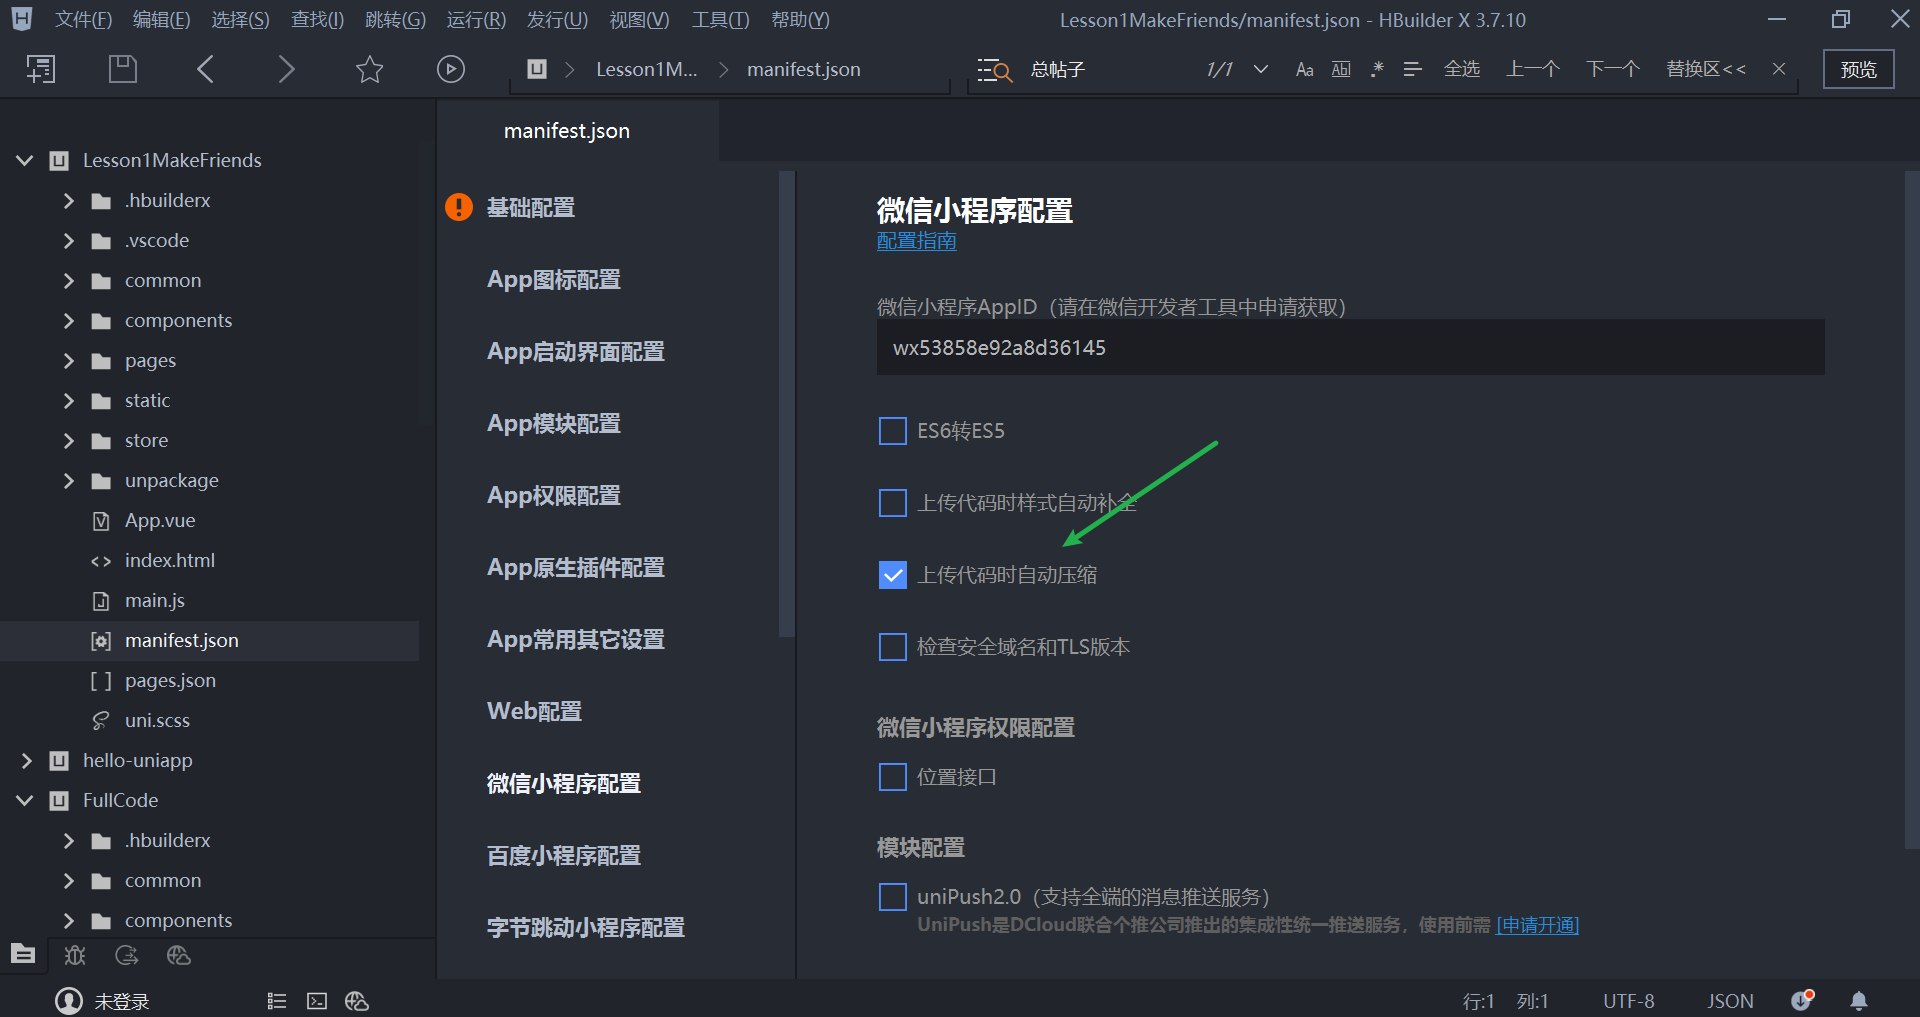 文件(F) 编辑(E) 选择(S) 查找(I) 跳转(G) 运行(R) 发行(U) 视图(V) 工具(T) 帮助(Y) Lesson1MakeFriends/manifest.json - HBuilder X 3.7.10
Lesson1M... manifest.json 总帖子 1/1 Aa AB .* 全选 上一个 下一个 替换区<< 预览
manifest.json
Lesson1MakeFriends
.hbuilderx
.vscode
common
components
pages
static
store
unpackage
App.vue
index.html
main.js
manifest.json
pages.json
uni.scss
hello-uniapp
FullCode
.hbuilderx
common
components
未登录
基础配置
App图标配置
App启动界面配置
App模块配置
App权限配置
App原生插件配置
App常用其它设置
Web配置
微信小程序配置
百度小程序配置
字节跳动小程序配置
微信小程序配置
配置指南
微信小程序AppID（请在微信开发者工具中申请获取）
wx53858e92a8d36145
ES6转ES5
上传代码时样式自动补全
上传代码时自动压缩
检查安全域名和TLS版本
微信小程序权限配置
位置接口
模块配置
uniPush2.0（支持全端的消息推送服务）
UniPush是DCloud联合个推公司推出的集成性统一推送服务，使用前需 [申请开通]
行:1 列:1 UTF-8 JSON